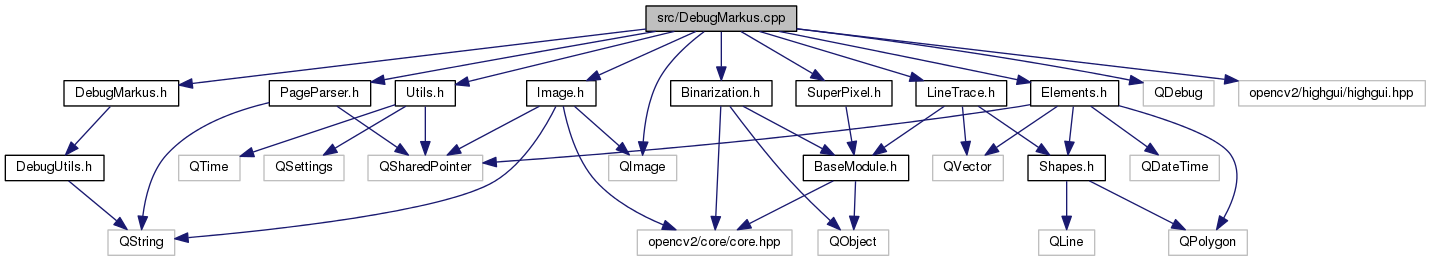 src/DebugMarkus.cpp
DebugMarkus.h
PageParser.h
Utils.h
Image.h
Binarization.h
SuperPixel.h
LineTrace.h
Elements.h
QDebug
opencv2/highgui/highgui.hpp
DebugUtils.h
QTime
QSettings
QSharedPointer
QImage
BaseModule.h
QVector
Shapes.h
QDateTime
QString
opencv2/core/core.hpp
QObject
QLine
QPolygon